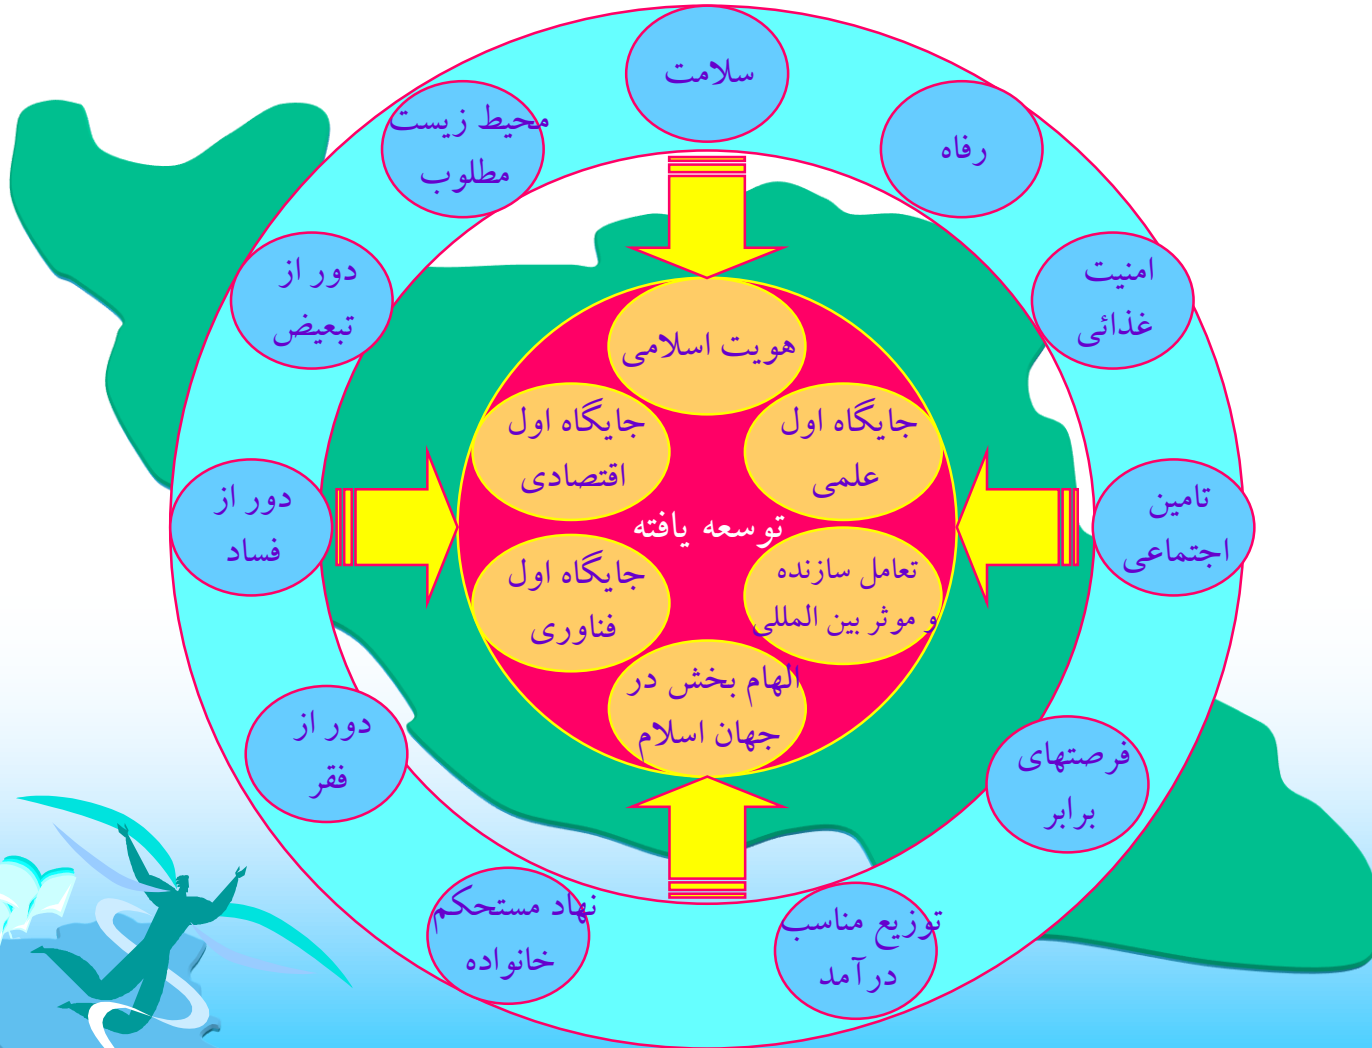 سلامت
رفاه
محیط زیست
مطلوب
امنیت
غذائی
دور از
تبعیض
هویت اسلامی
جایگاه اول
علمی
جایگاه اول
اقتصادی
تامین
اجتماعی
دور از
فساد
توسعه یافته
تعامل سازنده
و موثر بین المللی
جایگاه اول
فناوری
الهام بخش در
جهان اسلام
فرصتهای
برابر
دور از
فقر
توزیع مناسب
درآمد
نهاد مستحکم
خانواده